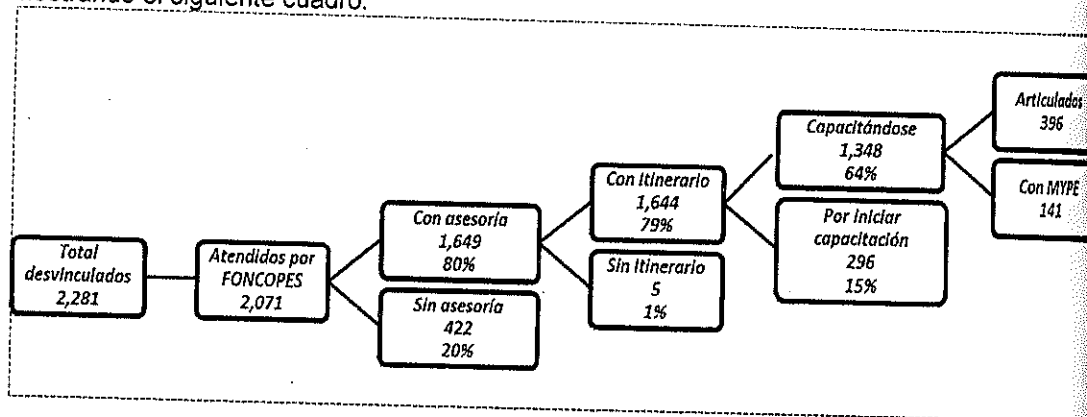 el siguiente cuadro.
Total
desvinculados
2,281
Atendidos por
FONCOPES
2,071
Con asesoría
1,649
80%
Sin asesoría
422
20%
Con itinerario
1,644
79%
Sin itinerario
5
1%
Capacitándose
1,348
64%
Por iniciar
capacitación
296
15%
Articulados
396
Con MYPE
141